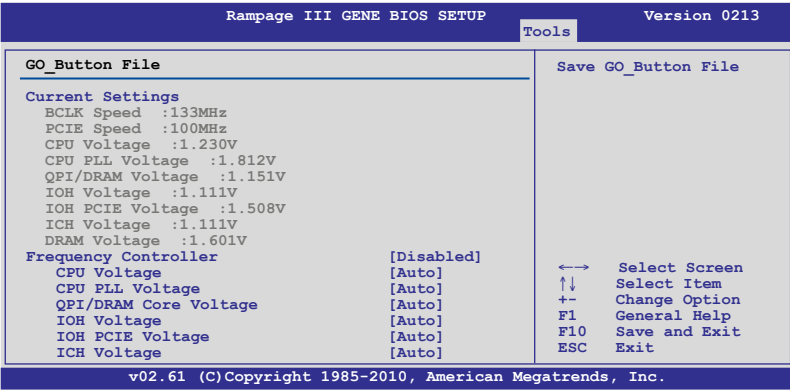 Rampage III GENE BIOS SETUP Version 0213
Tools
GO_Button File
Current Settings
BCLK Speed :133MHz
PCIE Speed :100MHz
CPU Voltage :1.230V
CPU PLL Voltage :1.812V
QPI/DRAM Voltage :1.151V
IOH Voltage :1.111V
IOH PCIE Voltage :1.508V
ICH Voltage :1.111V
DRAM Voltage :1.601V
Frequency Controller [Disabled]
CPU Voltage [Auto]
CPU PLL Voltage [Auto]
QPI/DRAM Core Voltage [Auto]
IOH Voltage [Auto]
IOH PCIE Voltage [Auto]
ICH Voltage [Auto]
Save GO_Button File
←→ Select Screen
↑↓ Select Item
+- Change Option
F1 General Help
F10 Save and Exit
ESC Exit
v02.61 (C)Copyright 1985-2010, American Megatrends, Inc.